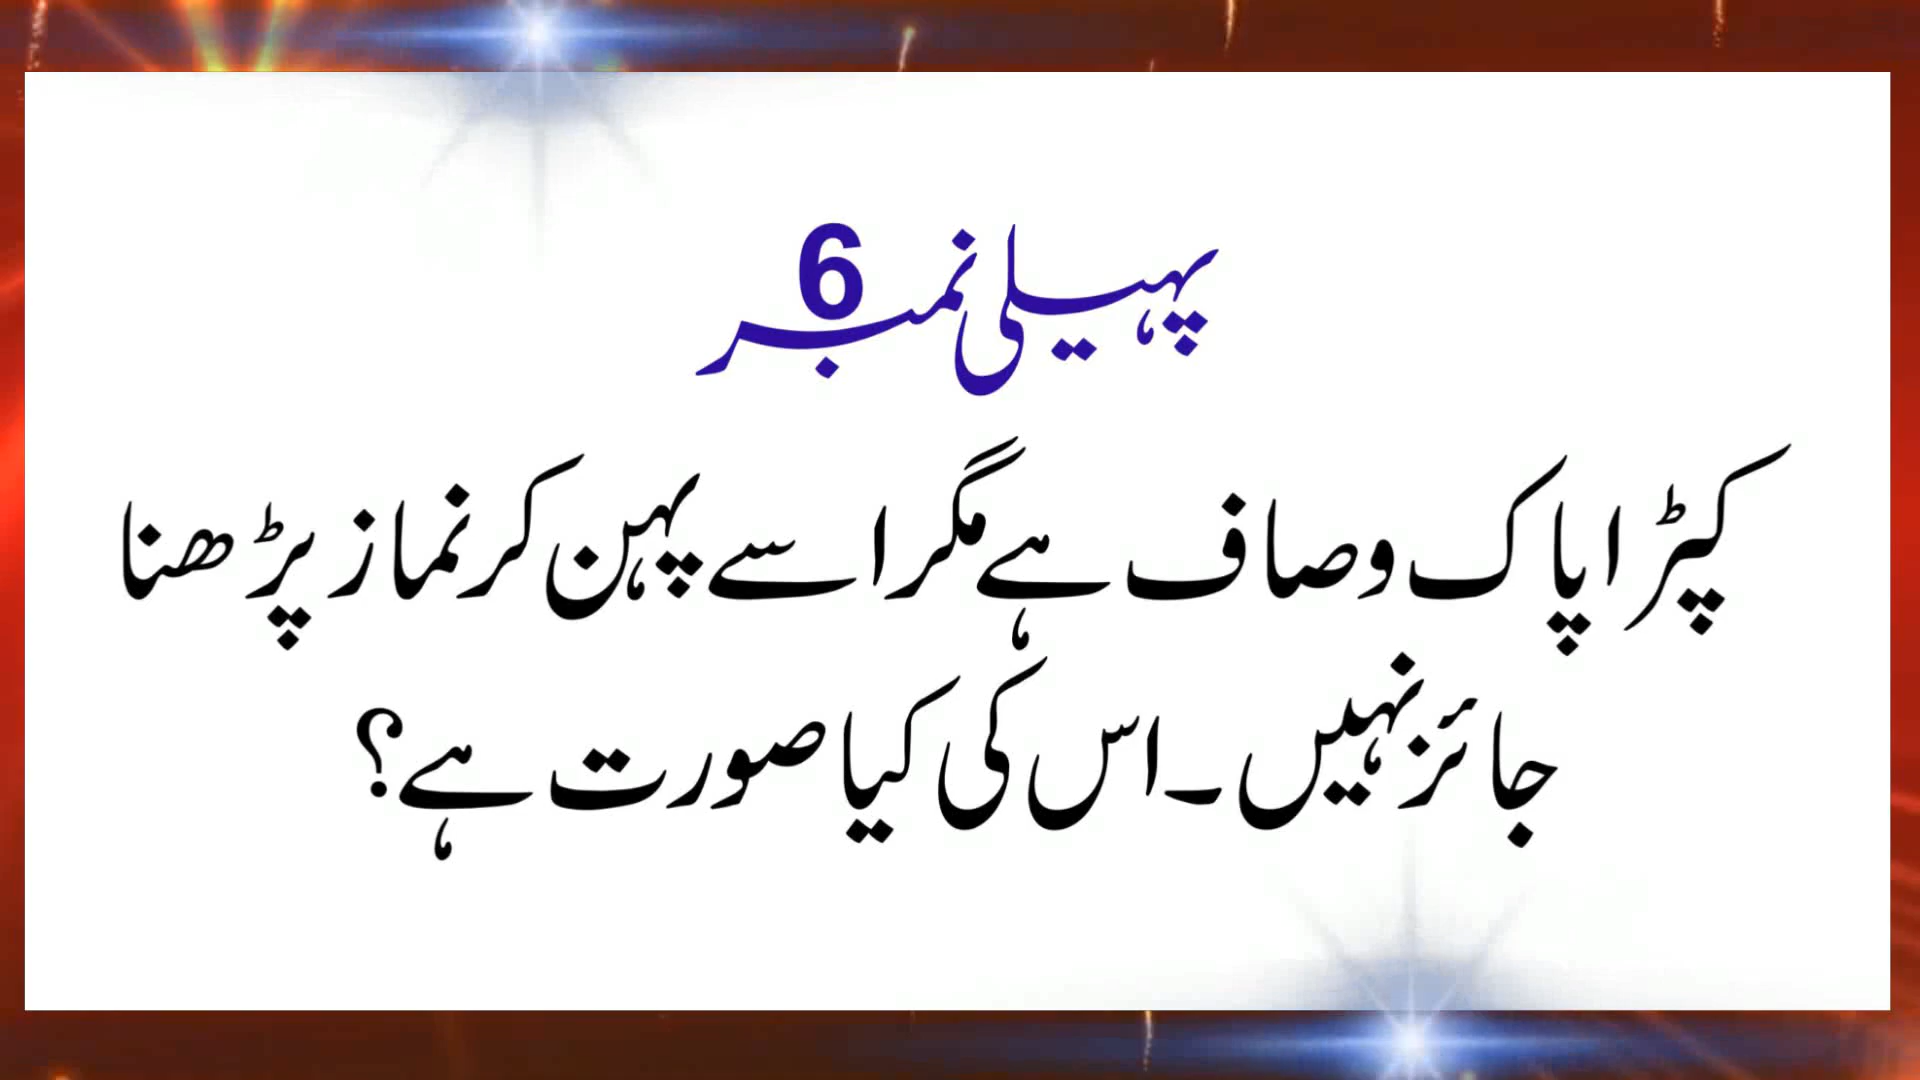 پہیلی نمبر 6
کپڑا پاک و صاف ہے مگر اسے پہن کر نماز پڑھنا
جائز نہیں۔ اس کی کیا صورت ہے؟